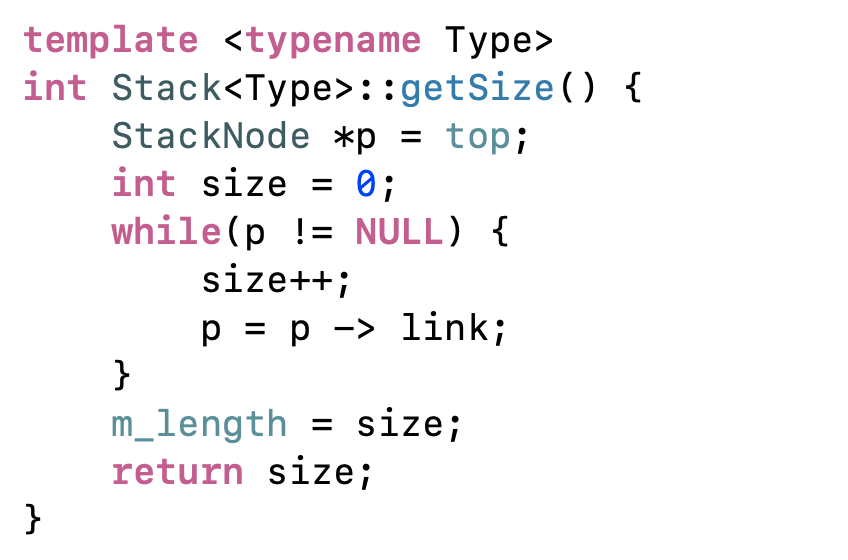 template <typename Type>
int Stack<Type>::getSize() {
    StackNode *p = top;
    int size = 0;
    while(p != NULL) {
        size++;
        p = p -> link;
    }
    m_length = size;
    return size;
}